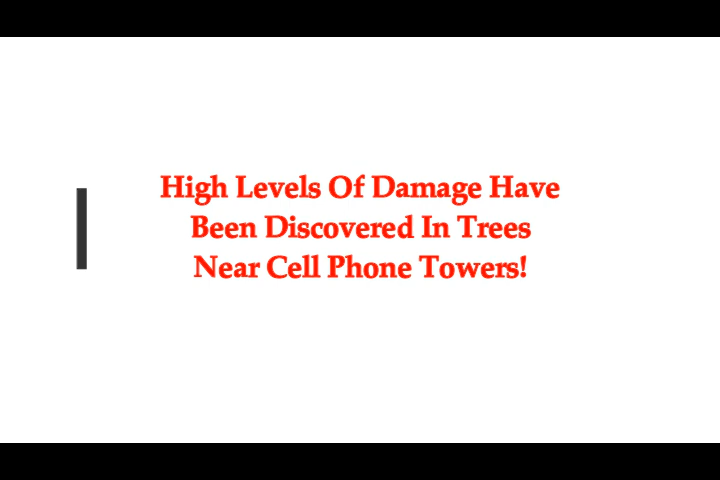 High Levels Of Damage Have
Been Discovered In Trees
Near Cell Phone Towers!